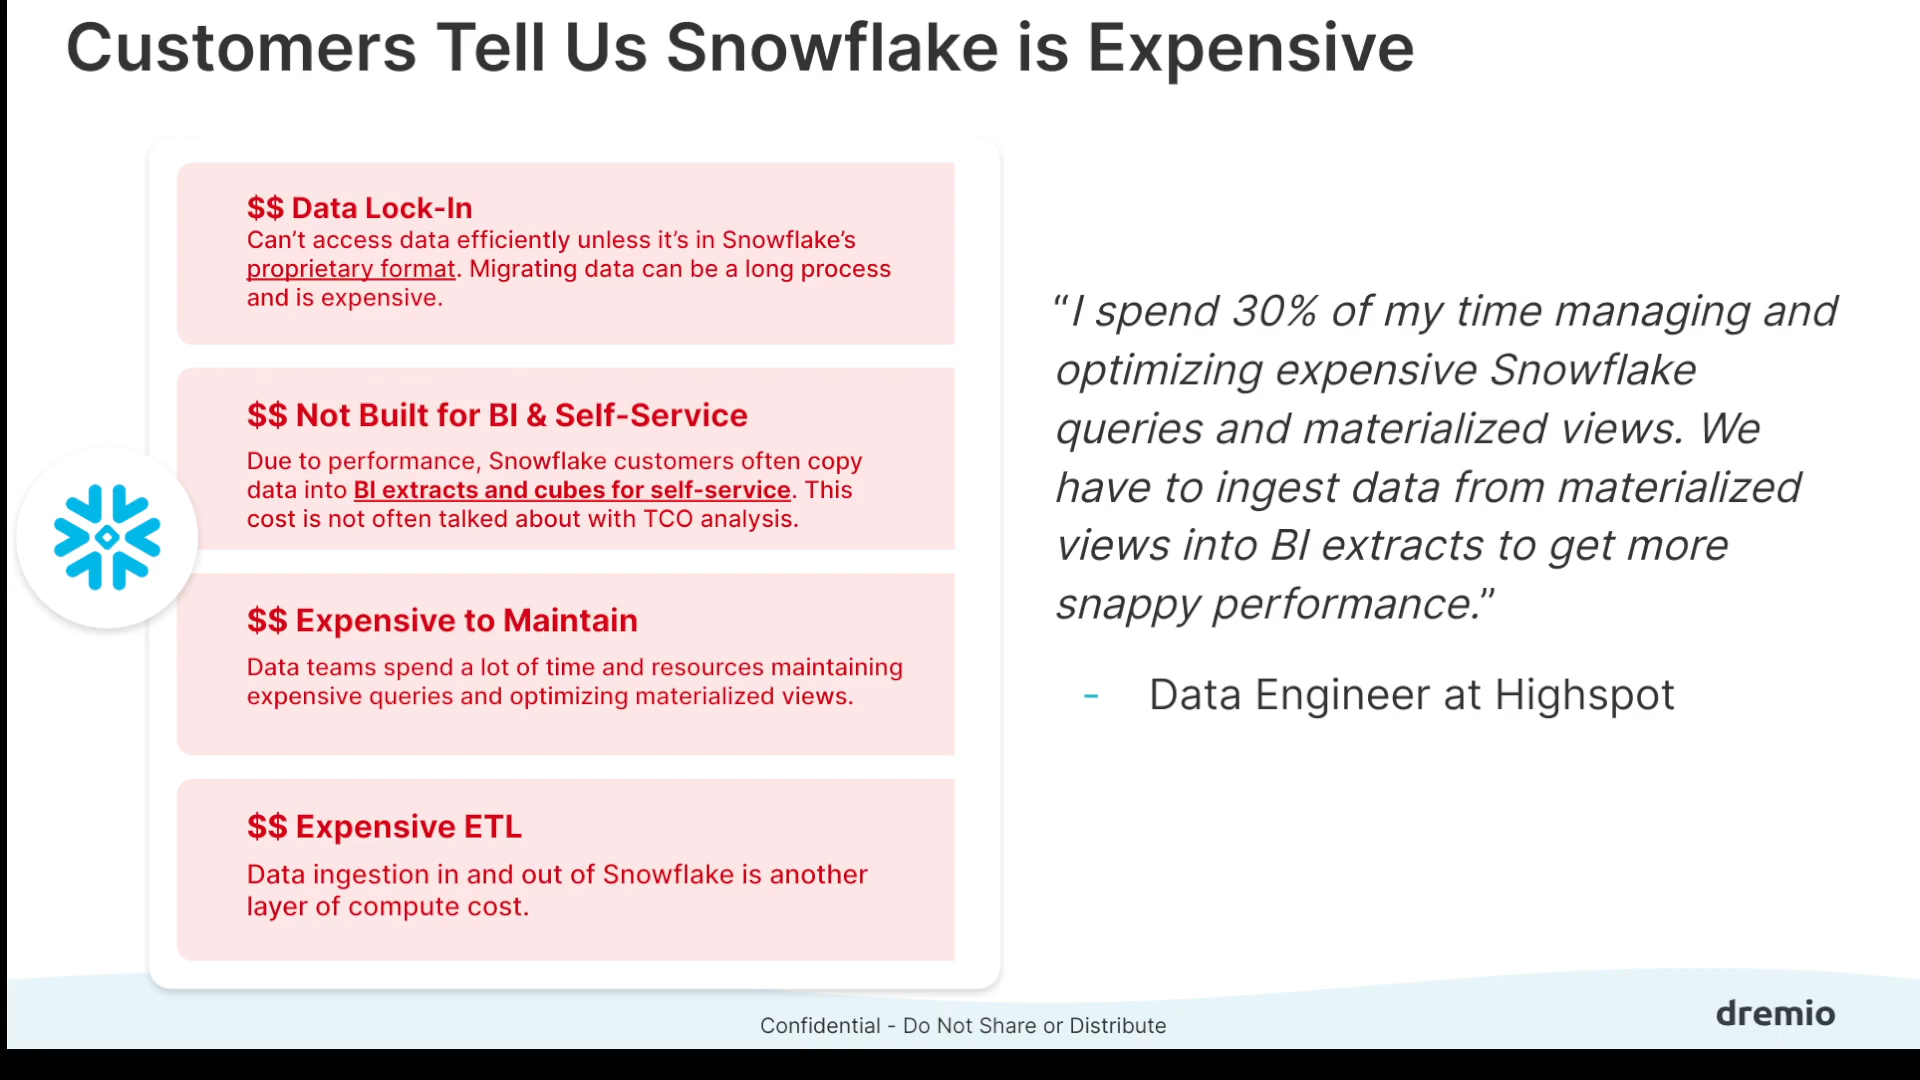 Customers Tell Us Snowflake is Expensive
$$ Data Lock-In
Can’t access data efficiently unless it’s in Snowflake’s
proprietary format. Migrating data can be a long process
and is expensive.
$$ Not Built for BI & Self-Service
Due to performance, Snowflake customers often copy
data into BI extracts and cubes for self-service. This
cost is not often talked about with TCO analysis.
$$ Expensive to Maintain
Data teams spend a lot of time and resources maintaining
expensive queries and optimizing materialized views.
$$ Expensive ETL
Data ingestion in and out of Snowflake is another
layer of compute cost.
“I spend 30% of my time managing and
optimizing expensive Snowflake
queries and materialized views. We
have to ingest data from materialized
views into BI extracts to get more
snappy performance.”
- Data Engineer at Highspot
Confidential - Do Not Share or Distribute
dremio